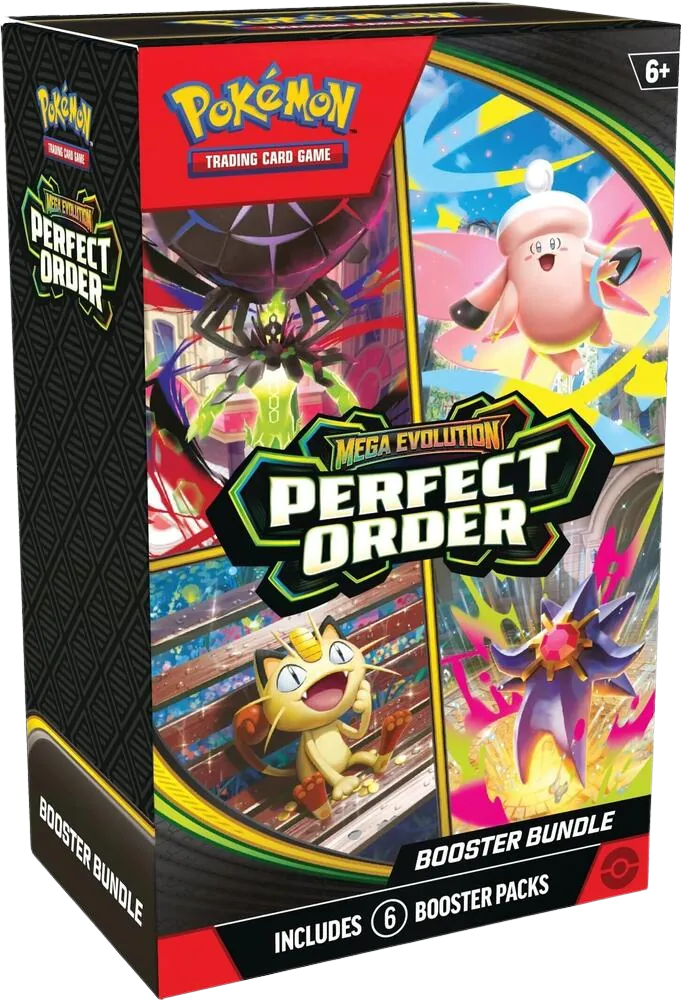 6+
POKÉMON
TRADING CARD GAME
POKÉMON
TRADING CARD GAME
MEGA EVOLUTION
PERFECT
ORDER
MEGA EVOLUTION
PERFECT
ORDER
BOOSTER BUNDLE
BOOSTER BUNDLE
INCLUDES 6 BOOSTER PACKS